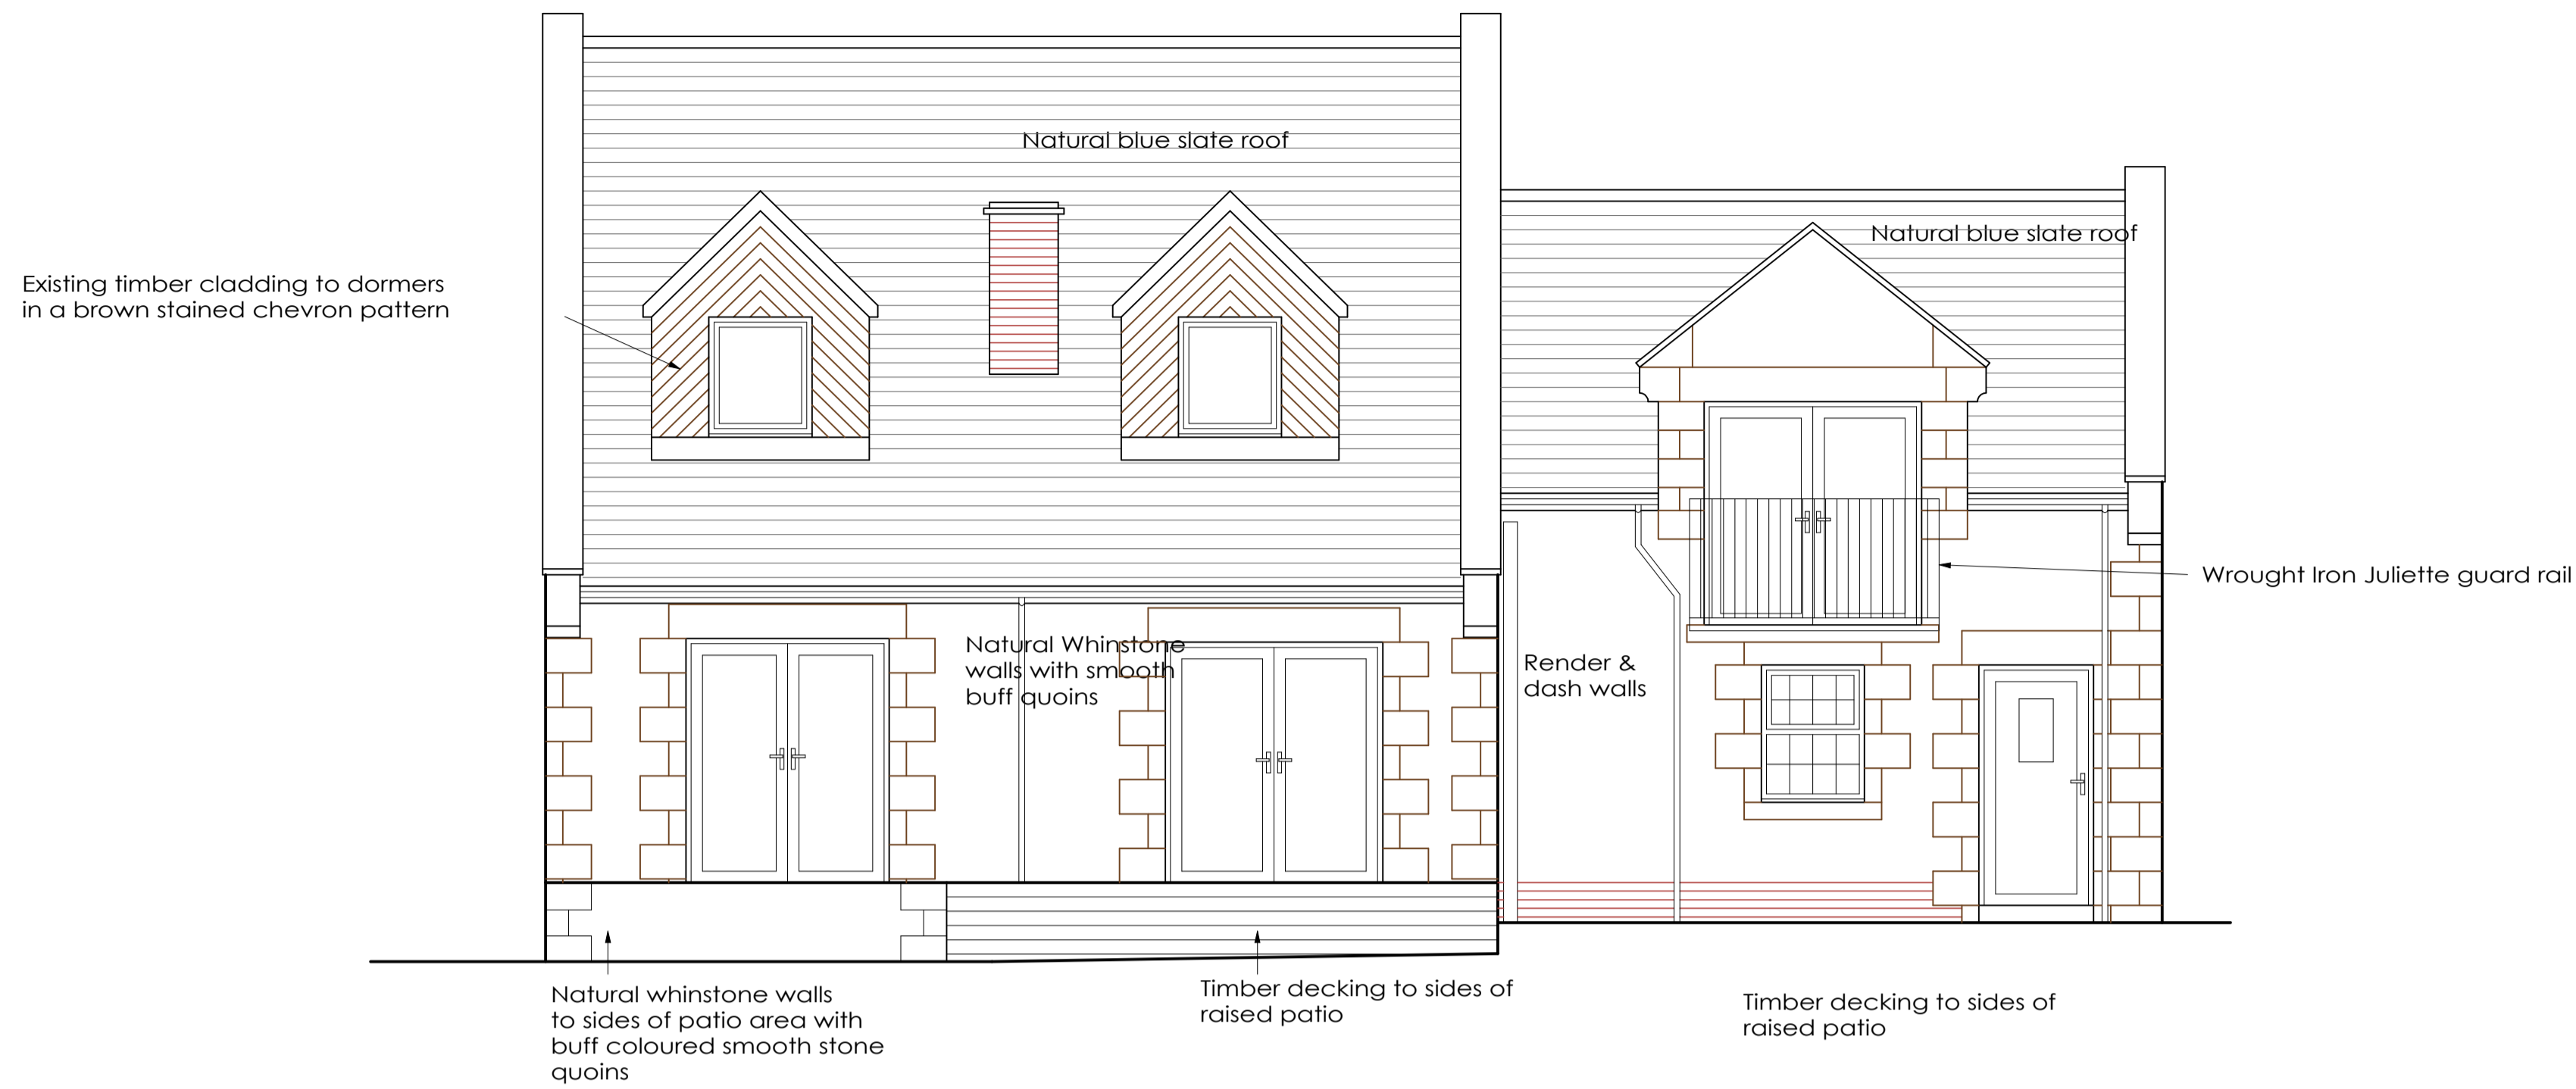 Natural blue slate roof
Natural blue slate roof
Existing timber cladding to dormers
in a brown stained chevron pattern
Wrought Iron Juliette guard rail
Natural Whinstone
walls with smooth
buff quoins
Render &
dash walls
Natural whinstone walls
to sides of patio area with
buff coloured smooth stone
quoins
Timber decking to sides of
raised patio
Timber decking to sides of
raised patio